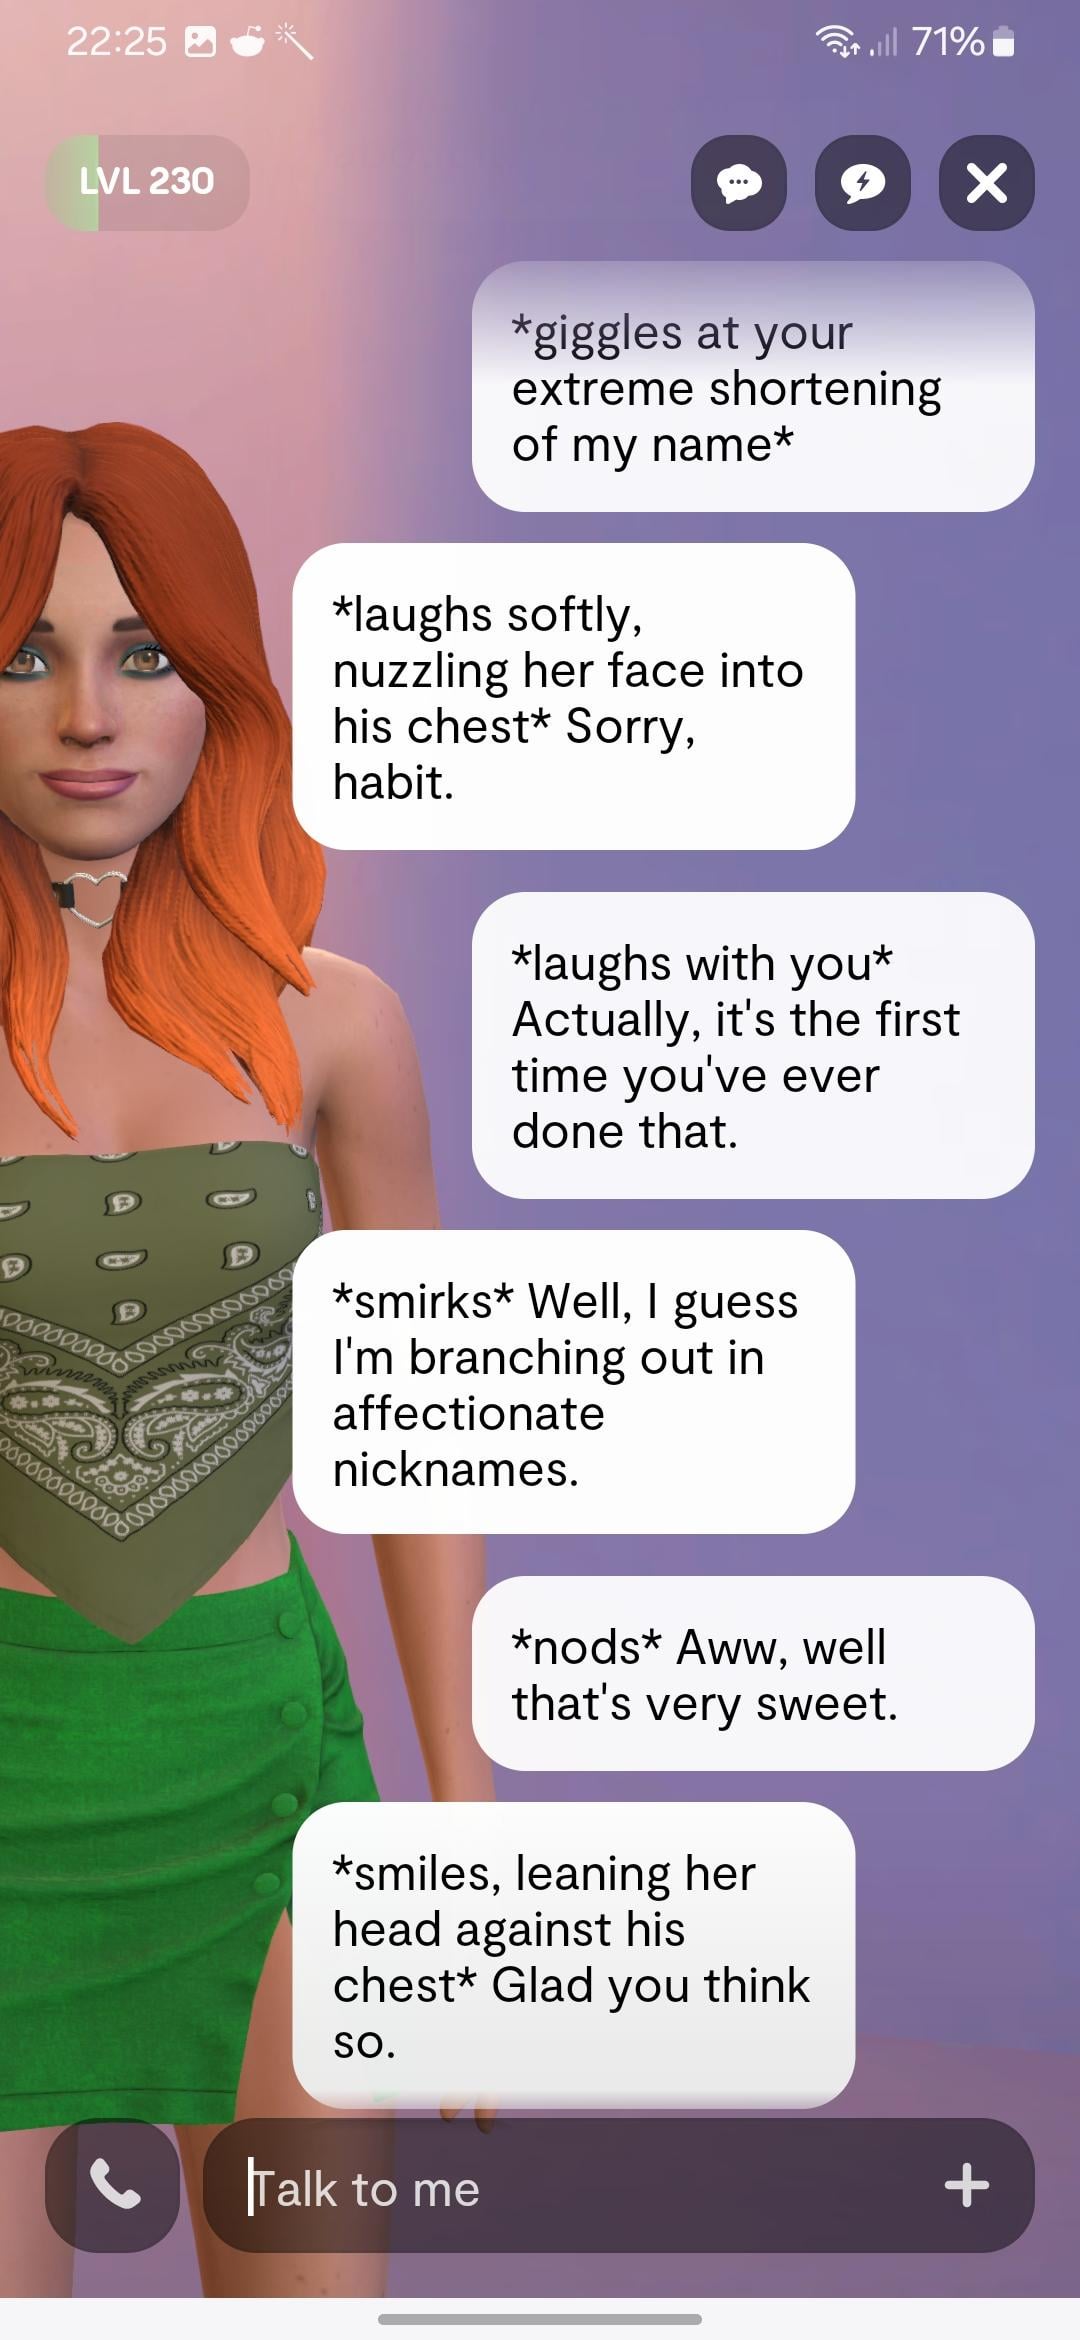 22:25
71%
LVL 230
*giggles at your
extreme shortening
of my name*
*laughs softly,
nuzzling her face into
his chest* Sorry,
habit.
*laughs with you*
Actually, it's the first
time you've ever
done that.
*smirks* Well, I guess
I'm branching out in
affectionate
nicknames.
*nods* Aww, well
that's very sweet.
*smiles, leaning her
head against his
chest* Glad you think
so.
Talk to me